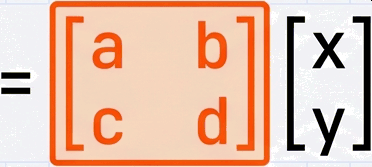 = [a b] [x]
[c d] [y]